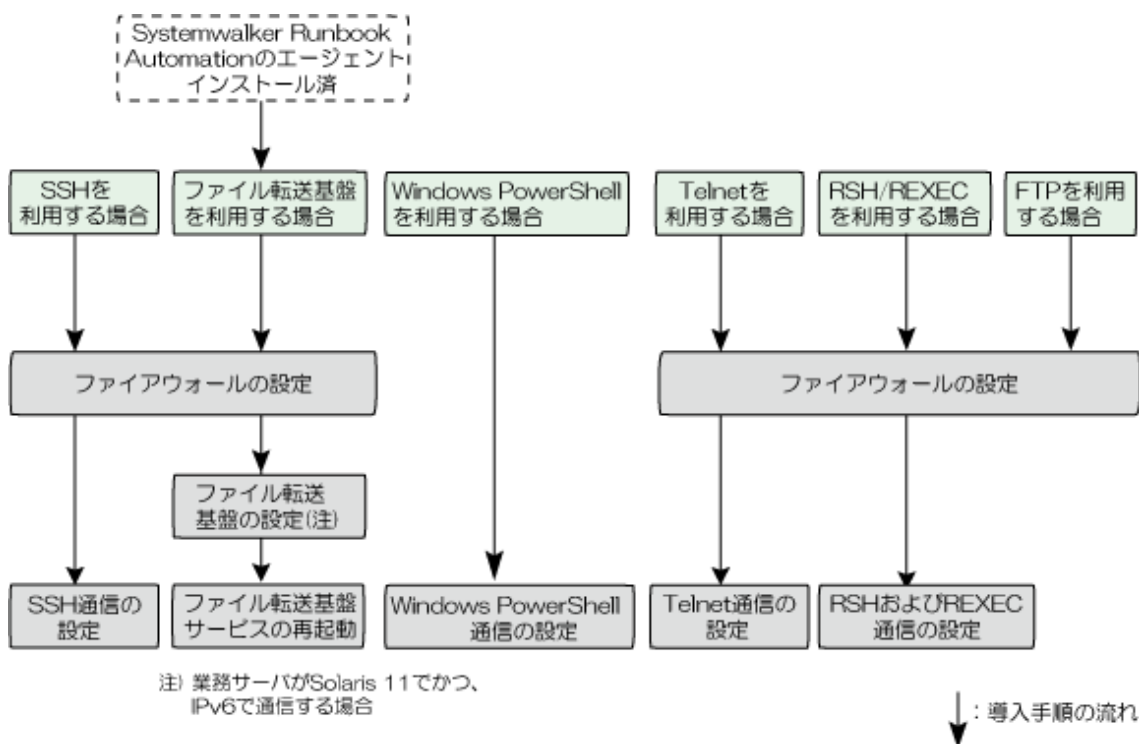 Systemwalker Runbook
Automationのエージェント
インストール済
SSHを
利用する場合
ファイル転送基盤
を利用する場合
Windows PowerShell
を利用する場合
Telnetを
利用する場合
RSH/REXEC
を利用する場合
FTPを利用
する場合
ファイアウォールの設定
ファイアウォールの設定
ファイル転送
基盤の設定(注)
SSH通信の
設定
ファイル転送基盤
サービスの再起動
Windows PowerShell
通信の設定
Telnet通信の
設定
RSHおよびREXEC
通信の設定
注) 業務サーバがSolaris 11でかつ、
IPv6で通信する場合
：導入手順の流れ